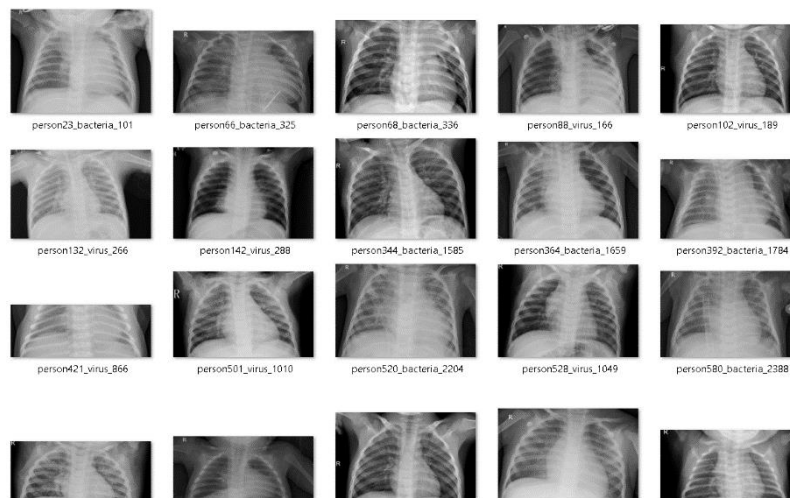 person23_bacteria_101
person66_bacteria_325
person68_bacteria_336
person88_virus_166
person102_virus_189
person132_virus_266
person142_virus_288
person344_bacteria_1585
person364_bacteria_1659
person392_bacteria_1784
person421_virus_866
person501_virus_1010
person520_bacteria_2204
person528_virus_1049
person580_bacteria_2388